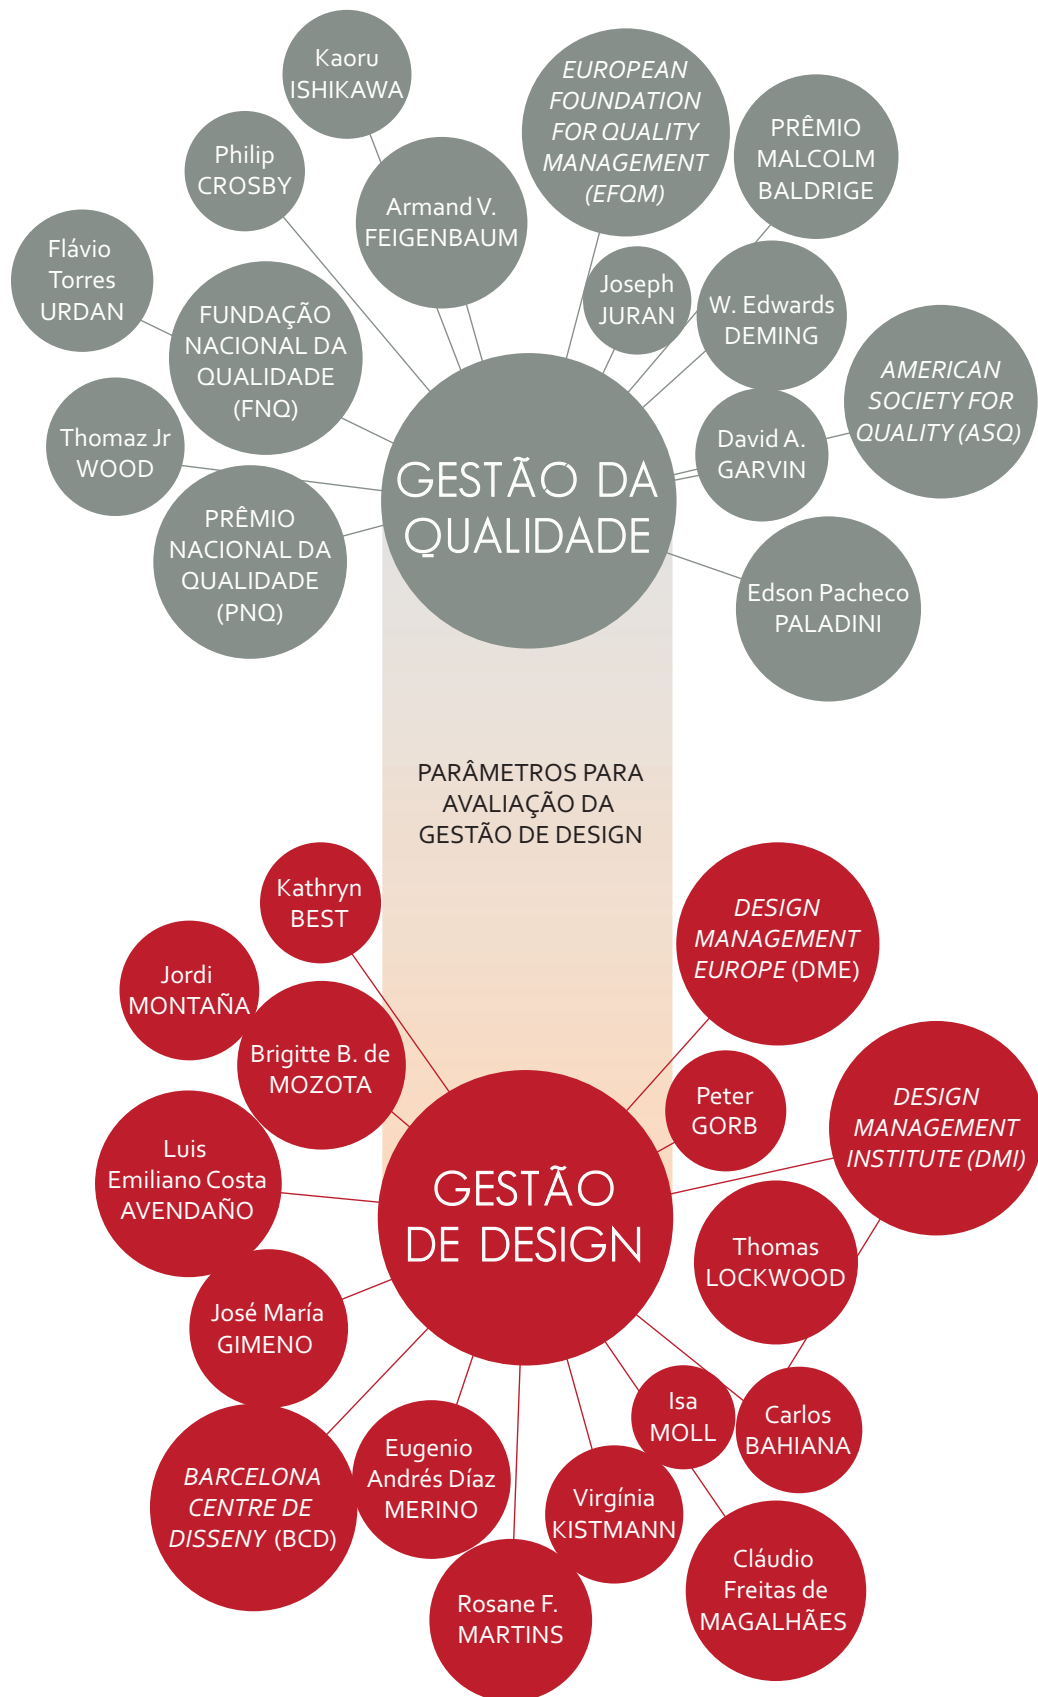 Kaoru
ISHIKAWA
EUROPEAN
FOUNDATION
FOR QUALITY
MANAGEMENT
(EFQM)
PRÊMIO
MALCOLM
BALDRIGE
Philip
CROSBY
Armand V.
FEIGENBAUM
Flávio
Torres
URDAN
Joseph
JURAN
W. Edwards
DEMING
FUNDAÇÃO
NACIONAL DA
QUALIDADE
(FNQ)
AMERICAN
SOCIETY FOR
QUALITY (ASQ)
Thomaz Jr
WOOD
David A.
GARVIN
GESTÃO DA
QUALIDADE
PRÊMIO
NACIONAL DA
QUALIDADE
(PNQ)
Edson Pacheco
PALADINI
PARÂMETROS PARA
AVALIAÇÃO DA
GESTÃO DE DESIGN
Kathryn
BEST
DESIGN
MANAGEMENT
EUROPE (DME)
Jordi
MONTAÑA
Brigitte B. de
MOZOTA
Peter
GORB
DESIGN
MANAGEMENT
INSTITUTE (DMI)
Luis
Emiliano Costa
AVENDAÑO
GESTÃO
DE DESIGN
Thomas
LOCKWOOD
José María
GIMENO
Isa
MOLL
Carlos
BAHIANA
BARCELONA
CENTRE DE
DISSENY (BCD)
Eugenio
Andrés Díaz
MERINO
Virgínia
KISTMANN
Rosane F.
MARTINS
Cláudio
Freitas de
MAGALHÃES